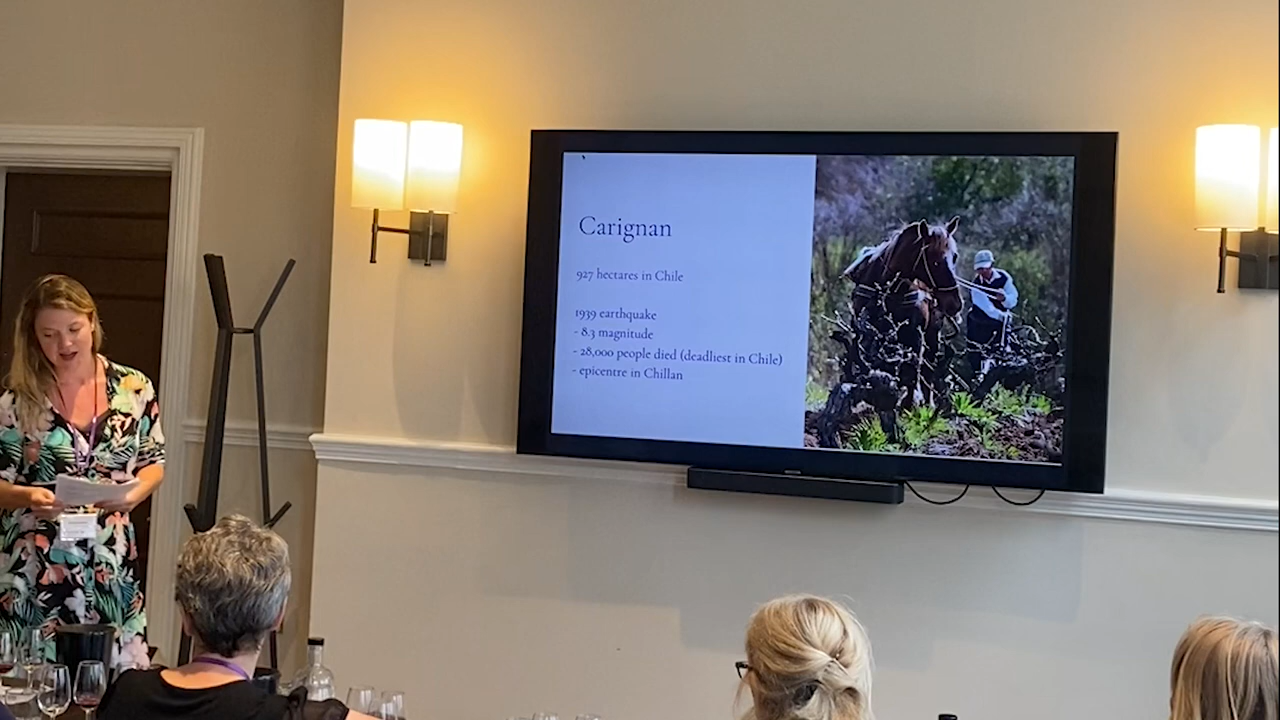 Carignan
927 hectares in Chile
1939 earthquake
- 8.3 magnitude
- 28,000 people died (deadliest in Chile)
- epicentre in Chillan